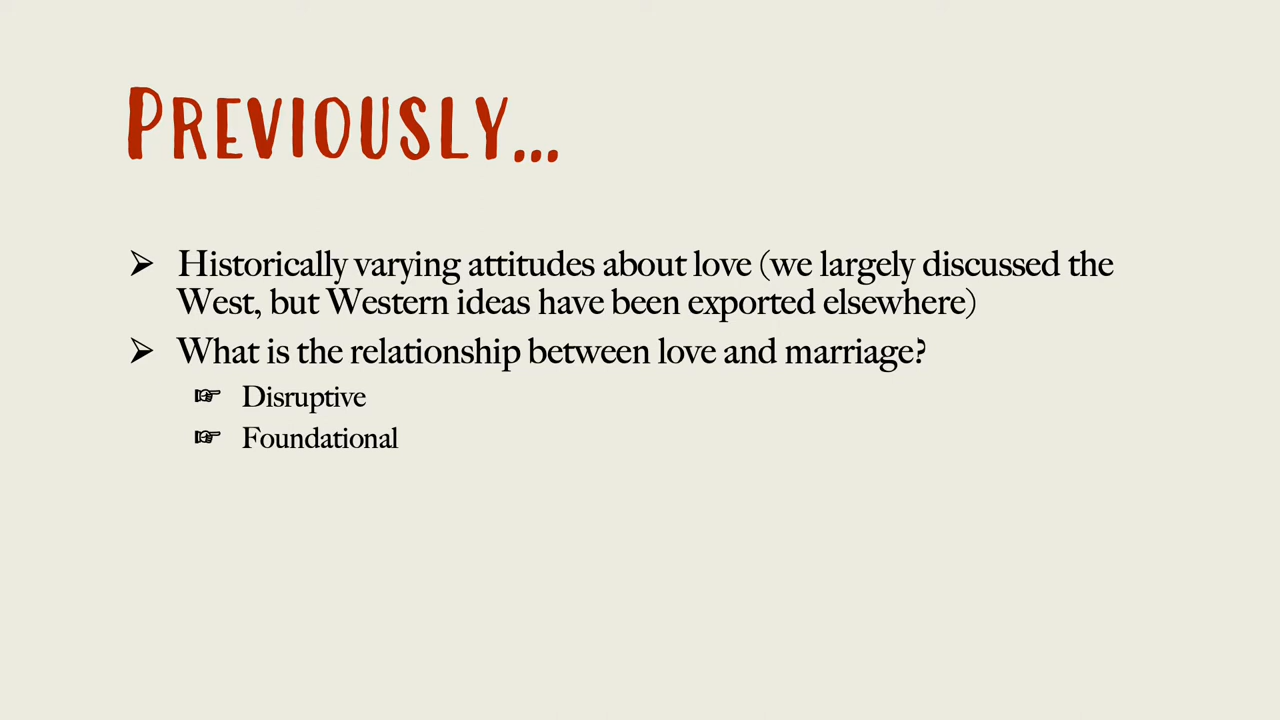 Previously...
Historically varying attitudes about love (we largely discussed the
West, but Western ideas have been exported elsewhere)
What is the relationship between love and marriage?
Disruptive
Foundational